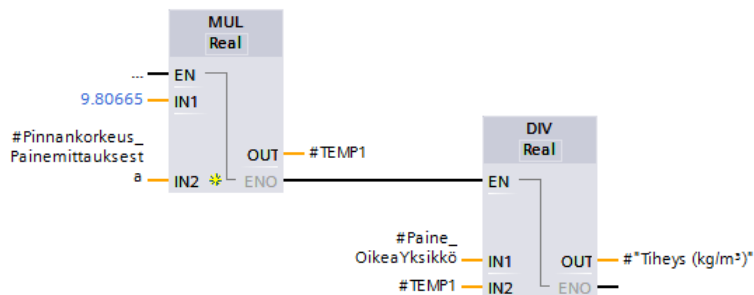 MUL
Real
...
EN
9.80665
IN1
#Pinnankorkeus_
Painemittauksest
a
IN2
OUT
#TEMP1
ENO
DIV
Real
EN
#Paine_
OikeaYksikkö
IN1
OUT
#"Tiheys (kg/m³)"
#TEMP1
IN2
ENO